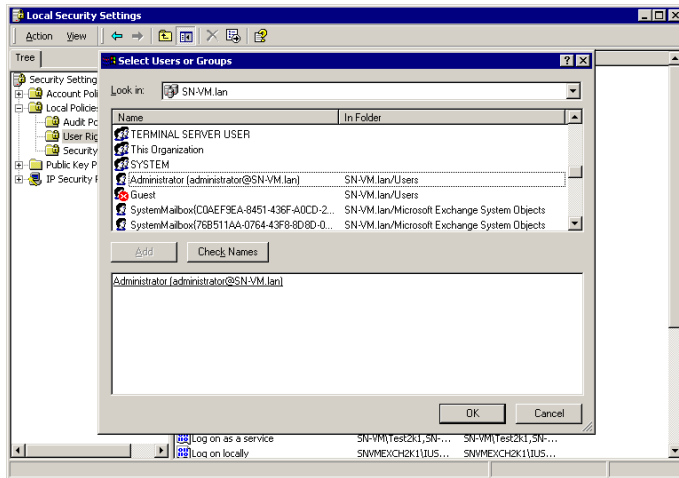 Local Security Settings
Action View
Tree
Select Users or Groups
Security Setting
Account Poli
Local Policie
Audit Po
User Rig
Security
Public Key P
IP Security P
Look in: SN-VM.lan
Name In Folder
TERMINAL SERVER USER
This Organization
SYSTEM
Administrator (administrator@SN-VM.lan) SN-VM.lan/Users
Guest SN-VM.lan/Users
SystemMailbox{C0AEF9EA-8451-436F-A0CD-2... SN-VM.lan/Microsoft Exchange System Objects
SystemMailbox{76B511AA-0764-43F8-8D8D-0... SN-VM.lan/Microsoft Exchange System Objects
Add Check Names
Administrator (administrator@SN-VM.lan)
OK Cancel
Log on as a service SN-VM\Test2k1,SN-... SN-VM\Test2k1,SN-...
Log on locally SNVMEXCH2K1\IUS... SNVMEXCH2K1\IUS...